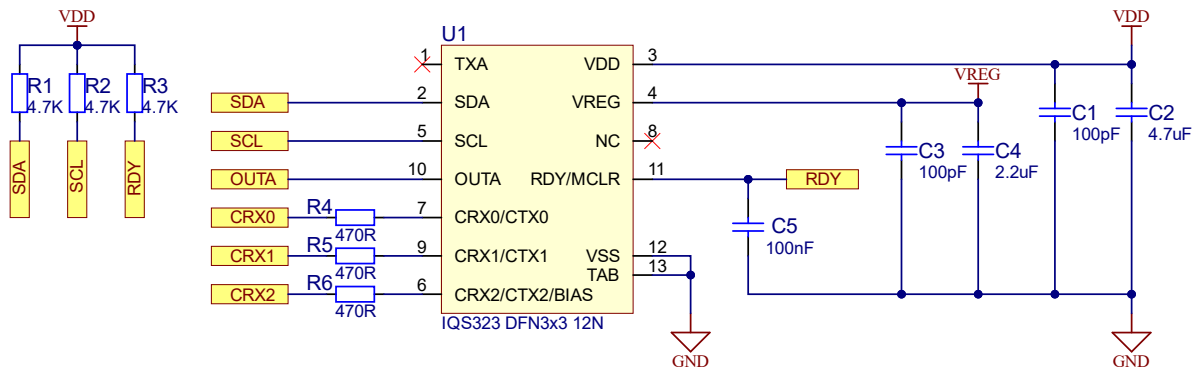 VDD
R1
4.7K
R2
4.7K
R3
4.7K
SDA
SCL
RDY
U1
1
TXA
SDA
2
SDA
SCL
5
SCL
OUTA
10
OUTA
CRX0
R4
470R
7
CRX0/CTX0
CRX1
R5
470R
9
CRX1/CTX1
CRX2
R6
470R
6
CRX2/CTX2/BIAS
VDD
3
VREG
4
NC
8
RDY/MCLR
11
VSS
12
TAB
13
IQS323 DFN3x3 12N
RDY
C5
100nF
GND
VREG
C3
100pF
C4
2.2uF
VDD
C1
100pF
C2
4.7uF
GND